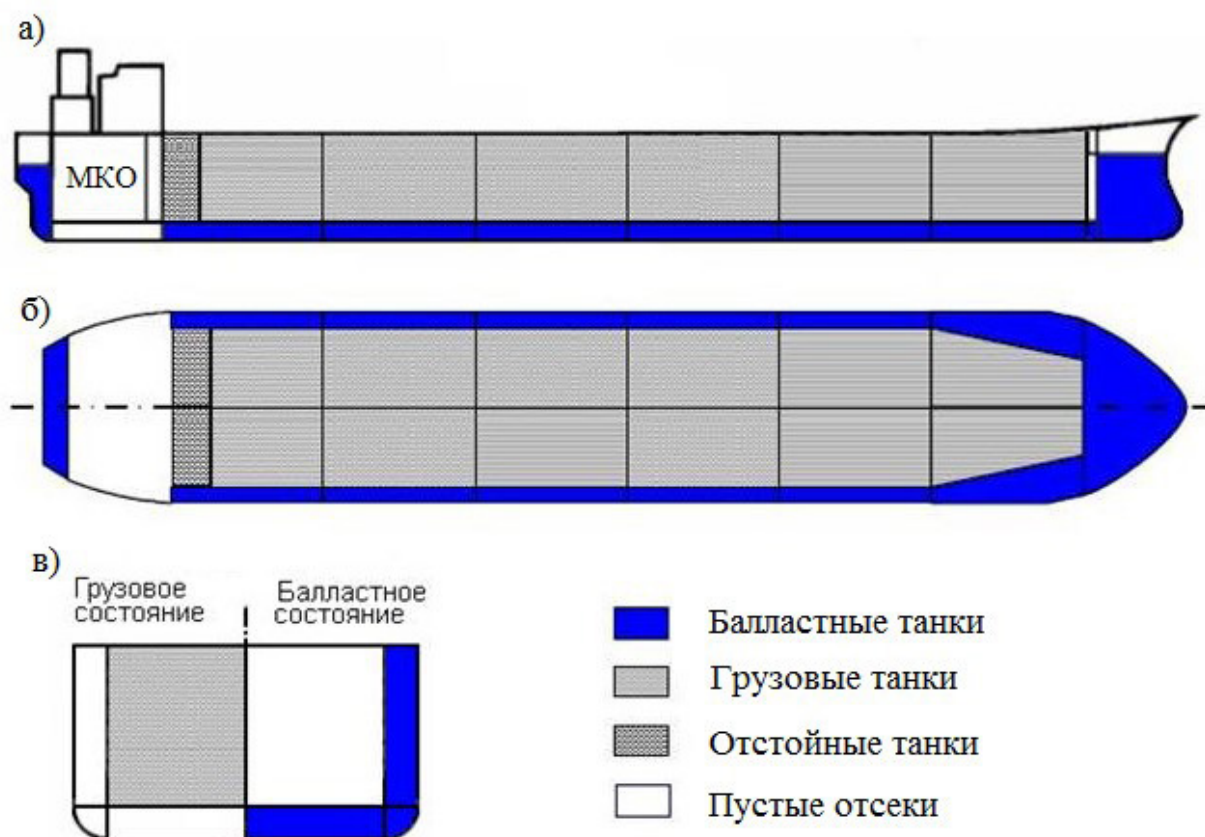 а)
МКО
б)
в)
Грузовое
состояние
Балластное
состояние
Балластные танки
Грузовые танки
Отстойные танки
Пустые отсеки